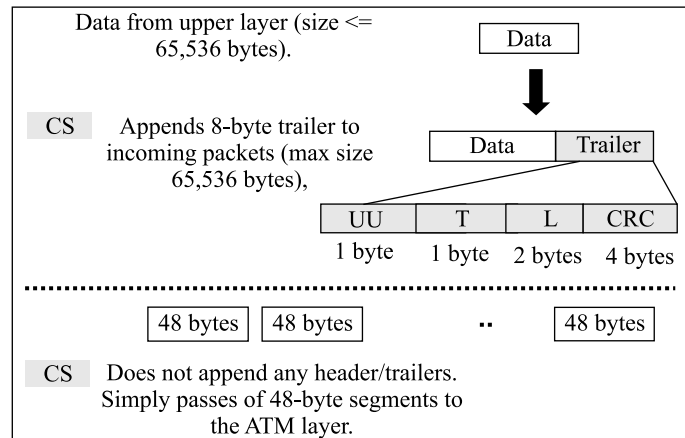 Data from upper layer (size <=
65,536 bytes).
Data
CS
Appends 8-byte trailer to
incoming packets (max size
65,536 bytes),
Data
Trailer
UU
T
L
CRC
1 byte
1 byte
2 bytes
4 bytes
48 bytes
48 bytes
..
48 bytes
CS
Does not append any header/trailers.
Simply passes of 48-byte segments to
the ATM layer.